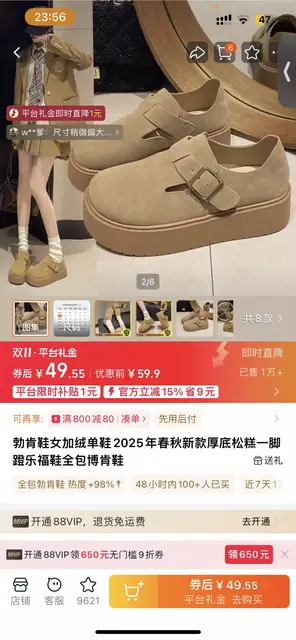 23:56
47
6
平台礼金即时直降1元
w**爹：尺寸稍微偏大...
2/6
图集
尺码
共8款
双11·平台礼金
即时直降
券后 ¥49.55 优惠前 ¥59.9
已售 1万+
平台限时补贴1元
官方立减15% 省9元
可再享：
满800减80 | 凑单
先用后付
勃肯鞋女加绒单鞋2025年春秋新款厚底松糕一脚
蹬乐福鞋全包博肯鞋
送礼
全包勃肯鞋 热度+98%
48小时内100+人已买
近7天1
88VIP 开通88VIP，退货免运费
去开通
88VIP 开通88VIP领650元无门槛9折券
领650元
店铺
客服
9621
券后 ¥49.55
平台礼金 去购买